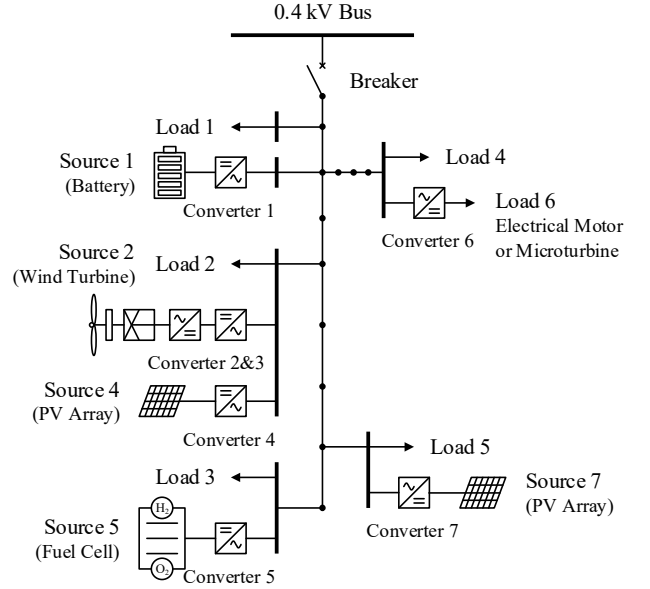 0.4 kV Bus
Breaker
Load 1
Source 1
(Battery)
Converter 1
Load 4
Load 6
Electrical Motor
or Microturbine
Converter 6
Source 2
(Wind Turbine)
Load 2
Converter 2&3
Source 4
(PV Array)
Converter 4
Load 5
Source 7
(PV Array)
Converter 7
Load 3
H₂
Source 5
(Fuel Cell)
O₂
Converter 5